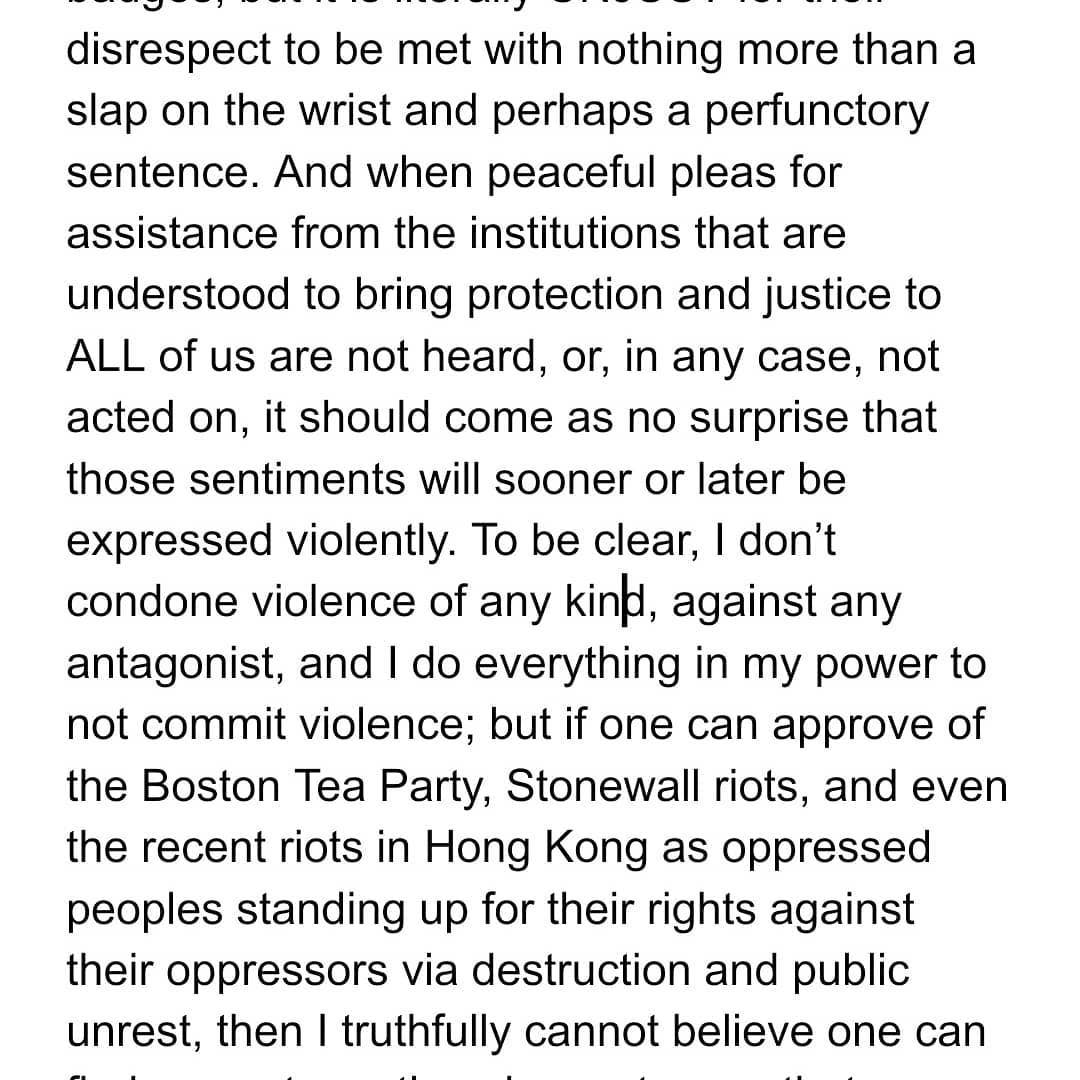 disrespect to be met with nothing more than a
slap on the wrist and perhaps a perfunctory
sentence. And when peaceful pleas for
assistance from the institutions that are
understood to bring protection and justice to
ALL of us are not heard, or, in any case, not
acted on, it should come as no surprise that
those sentiments will sooner or later be
expressed violently. To be clear, I don’t
condone violence of any kind, against any
antagonist, and I do everything in my power to
not commit violence; but if one can approve of
the Boston Tea Party, Stonewall riots, and even
the recent riots in Hong Kong as oppressed
peoples standing up for their rights against
their oppressors via destruction and public
unrest, then I truthfully cannot believe one can